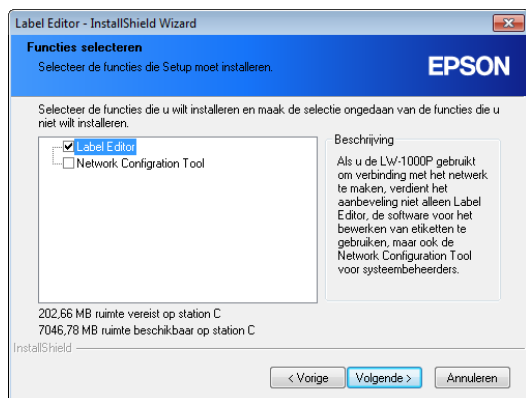 Label Editor - InstallShield Wizard
Functies selecteren
Selecteer de functies die Setup moet installeren.
EPSON
Selecteer de functies die u wilt installeren en maak de selectie ongedaan van de functies die u
niet wilt installeren.
Label Editor
Network Configration Tool
Beschrijving
Als u de LW-1000P gebruikt
om verbinding met het netwerk
te maken, verdient het
aanbeveling niet alleen Label
Editor, de software voor het
bewerken van etiketten te
gebruiken, maar ook de
Network Configuration Tool
voor systeembeheerders.
202,66 MB ruimte vereist op station C
7046,78 MB ruimte beschikbaar op station C
InstallShield
< Vorige
Volgende >
Annuleren